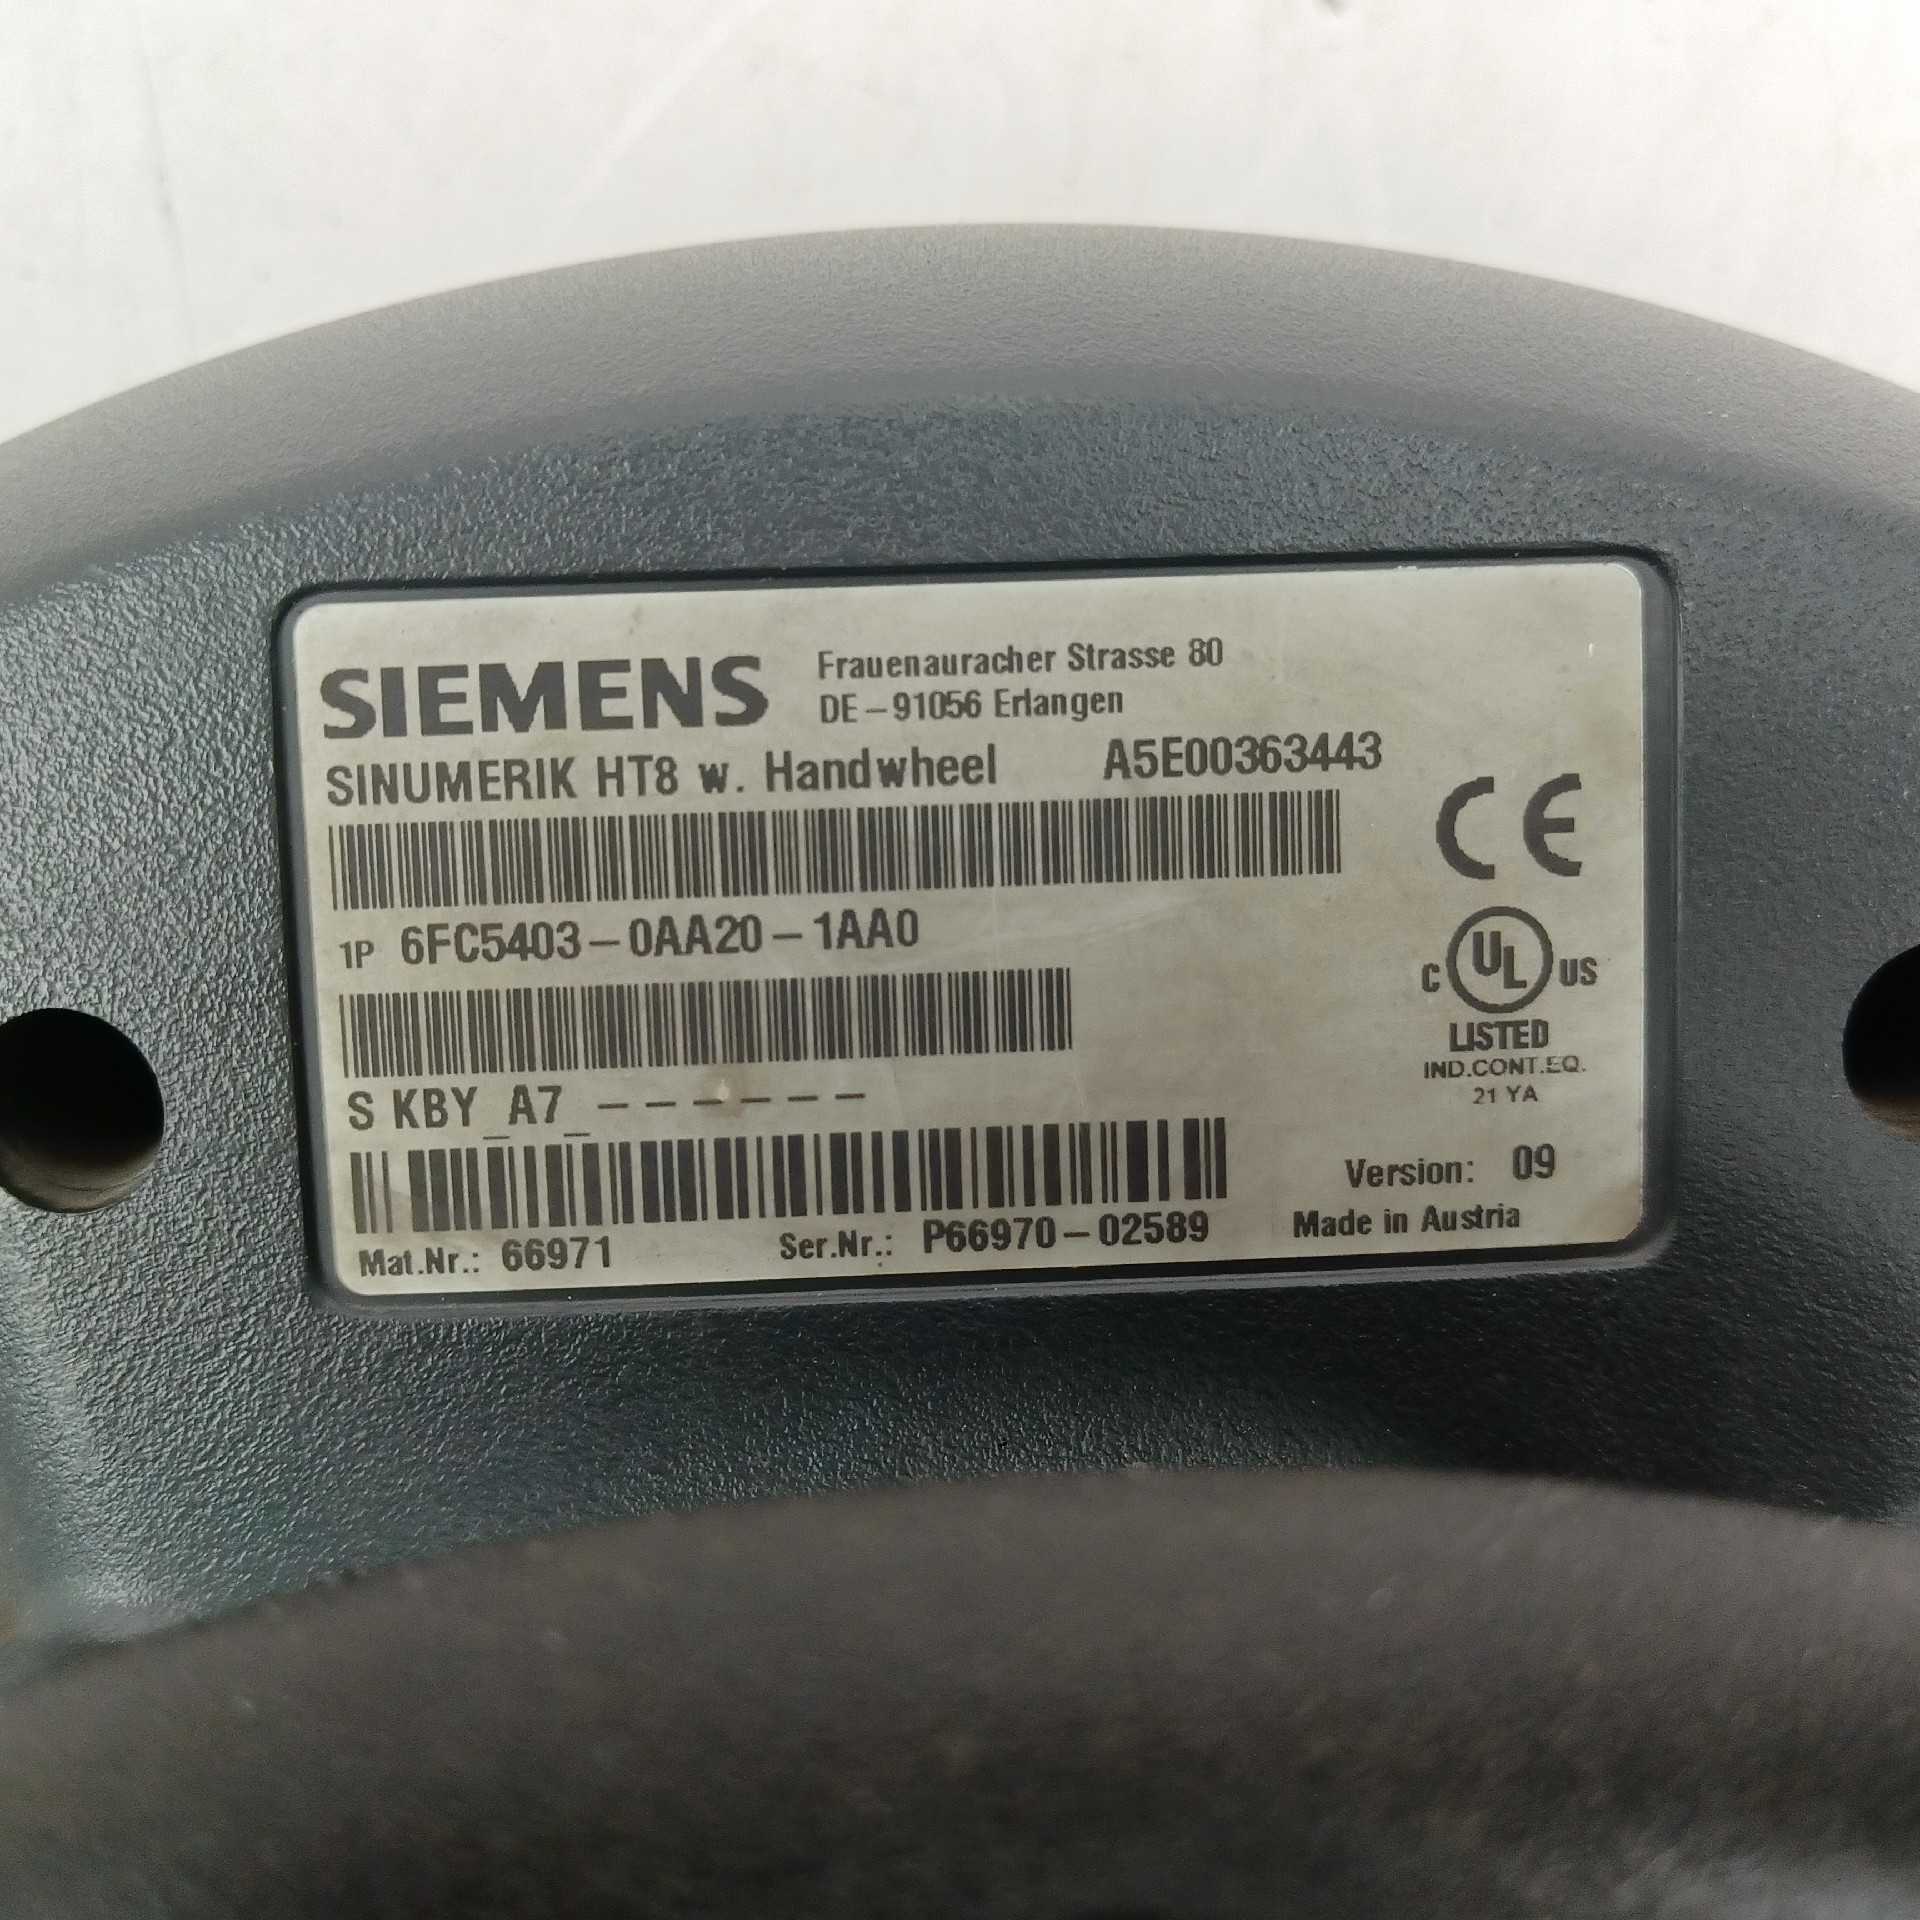 SIEMENS
Frauenauracher Strasse 80
DE-91056 Erlangen
SINUMERIK HT8 w. Handwheel A5E00363443
1P 6FC5403-0AA20-1AA0
S KBY_A7_------
CE
C UL US
LISTED
IND.CONT.EQ.
21 YA
Version: 09
Mat.Nr.: 66971 Ser.Nr.: P66970-02589 Made in Austria